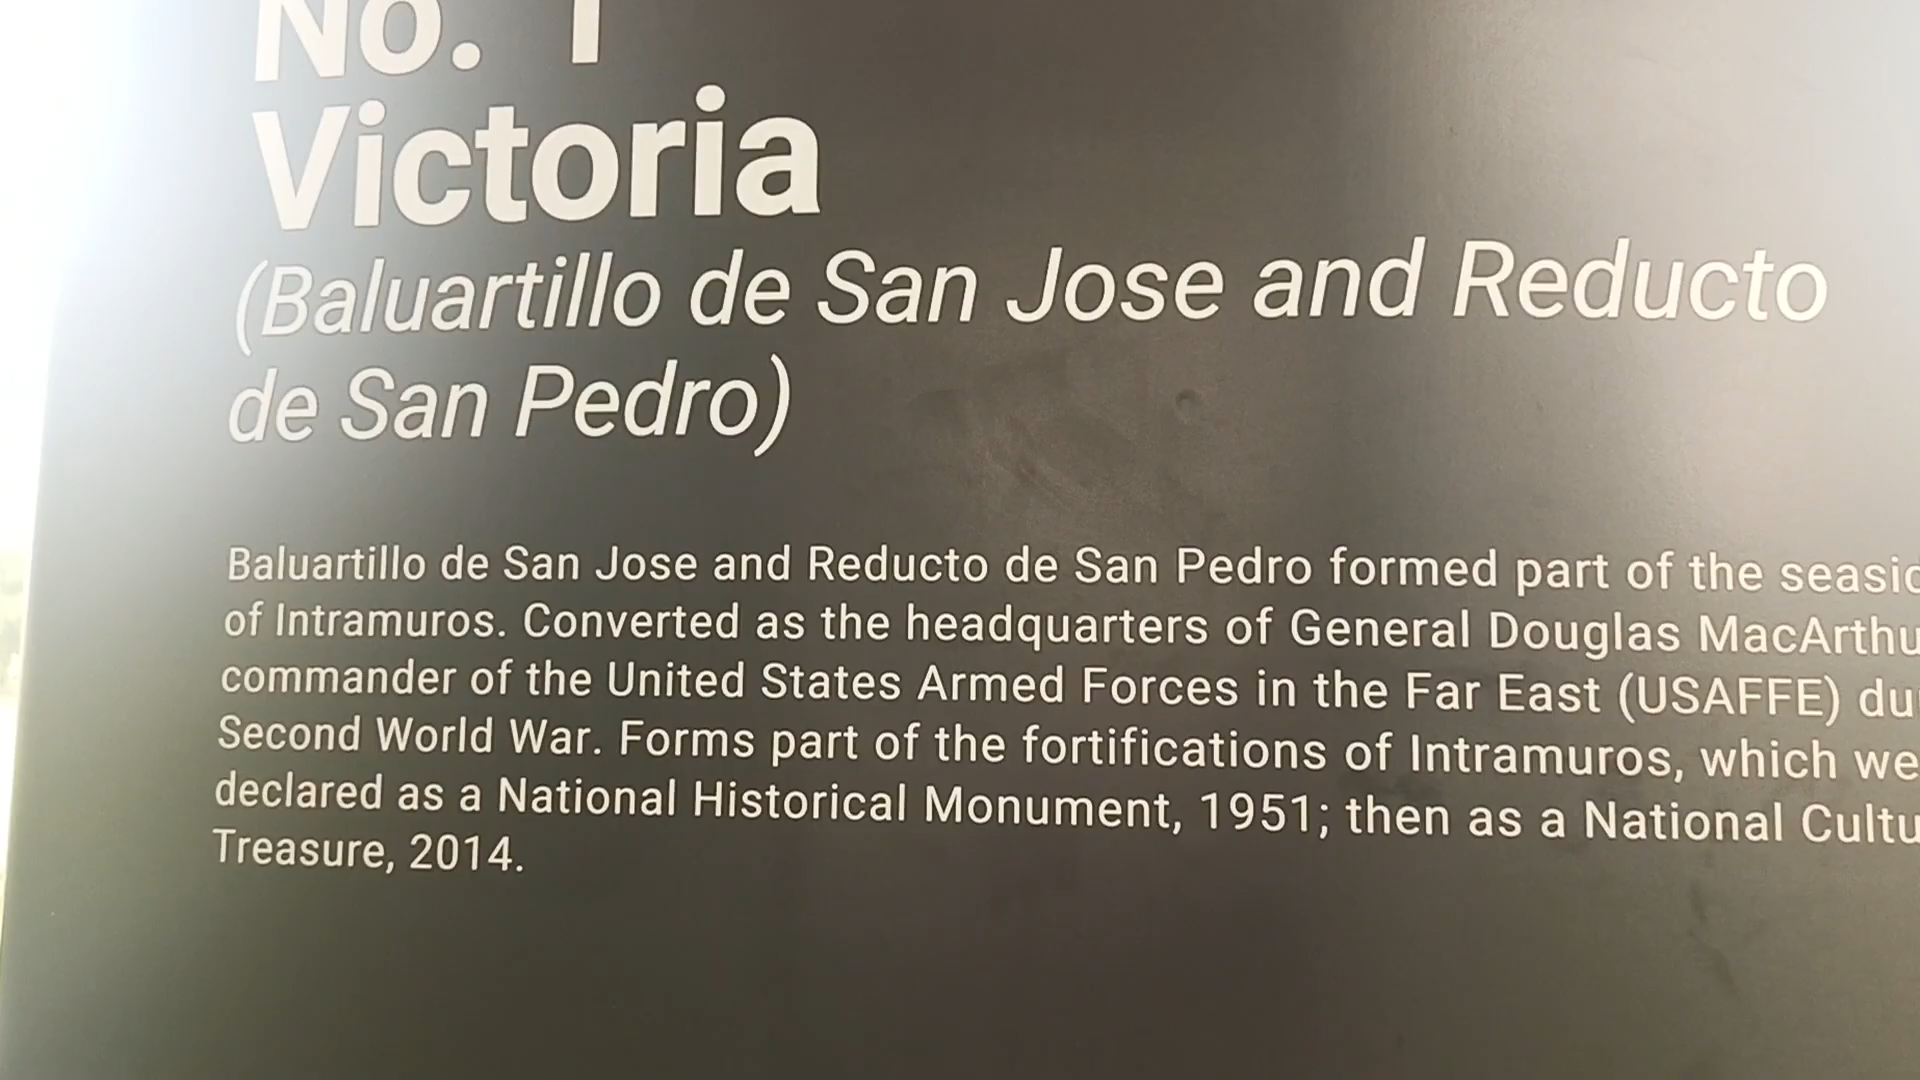 No. 1
Victoria
(Baluartillo de San Jose and Reducto
de San Pedro)
Baluartillo de San Jose and Reducto de San Pedro formed part of the
of Intramuros. Converted as the headquarters of General Douglas
commander of the United States Armed Forces in the Far East (USAFFE)
Second World War. Forms part of the fortifications of Intramuros, which
declared as a National Historical Monument, 1951; then as a National
Treasure, 2014.